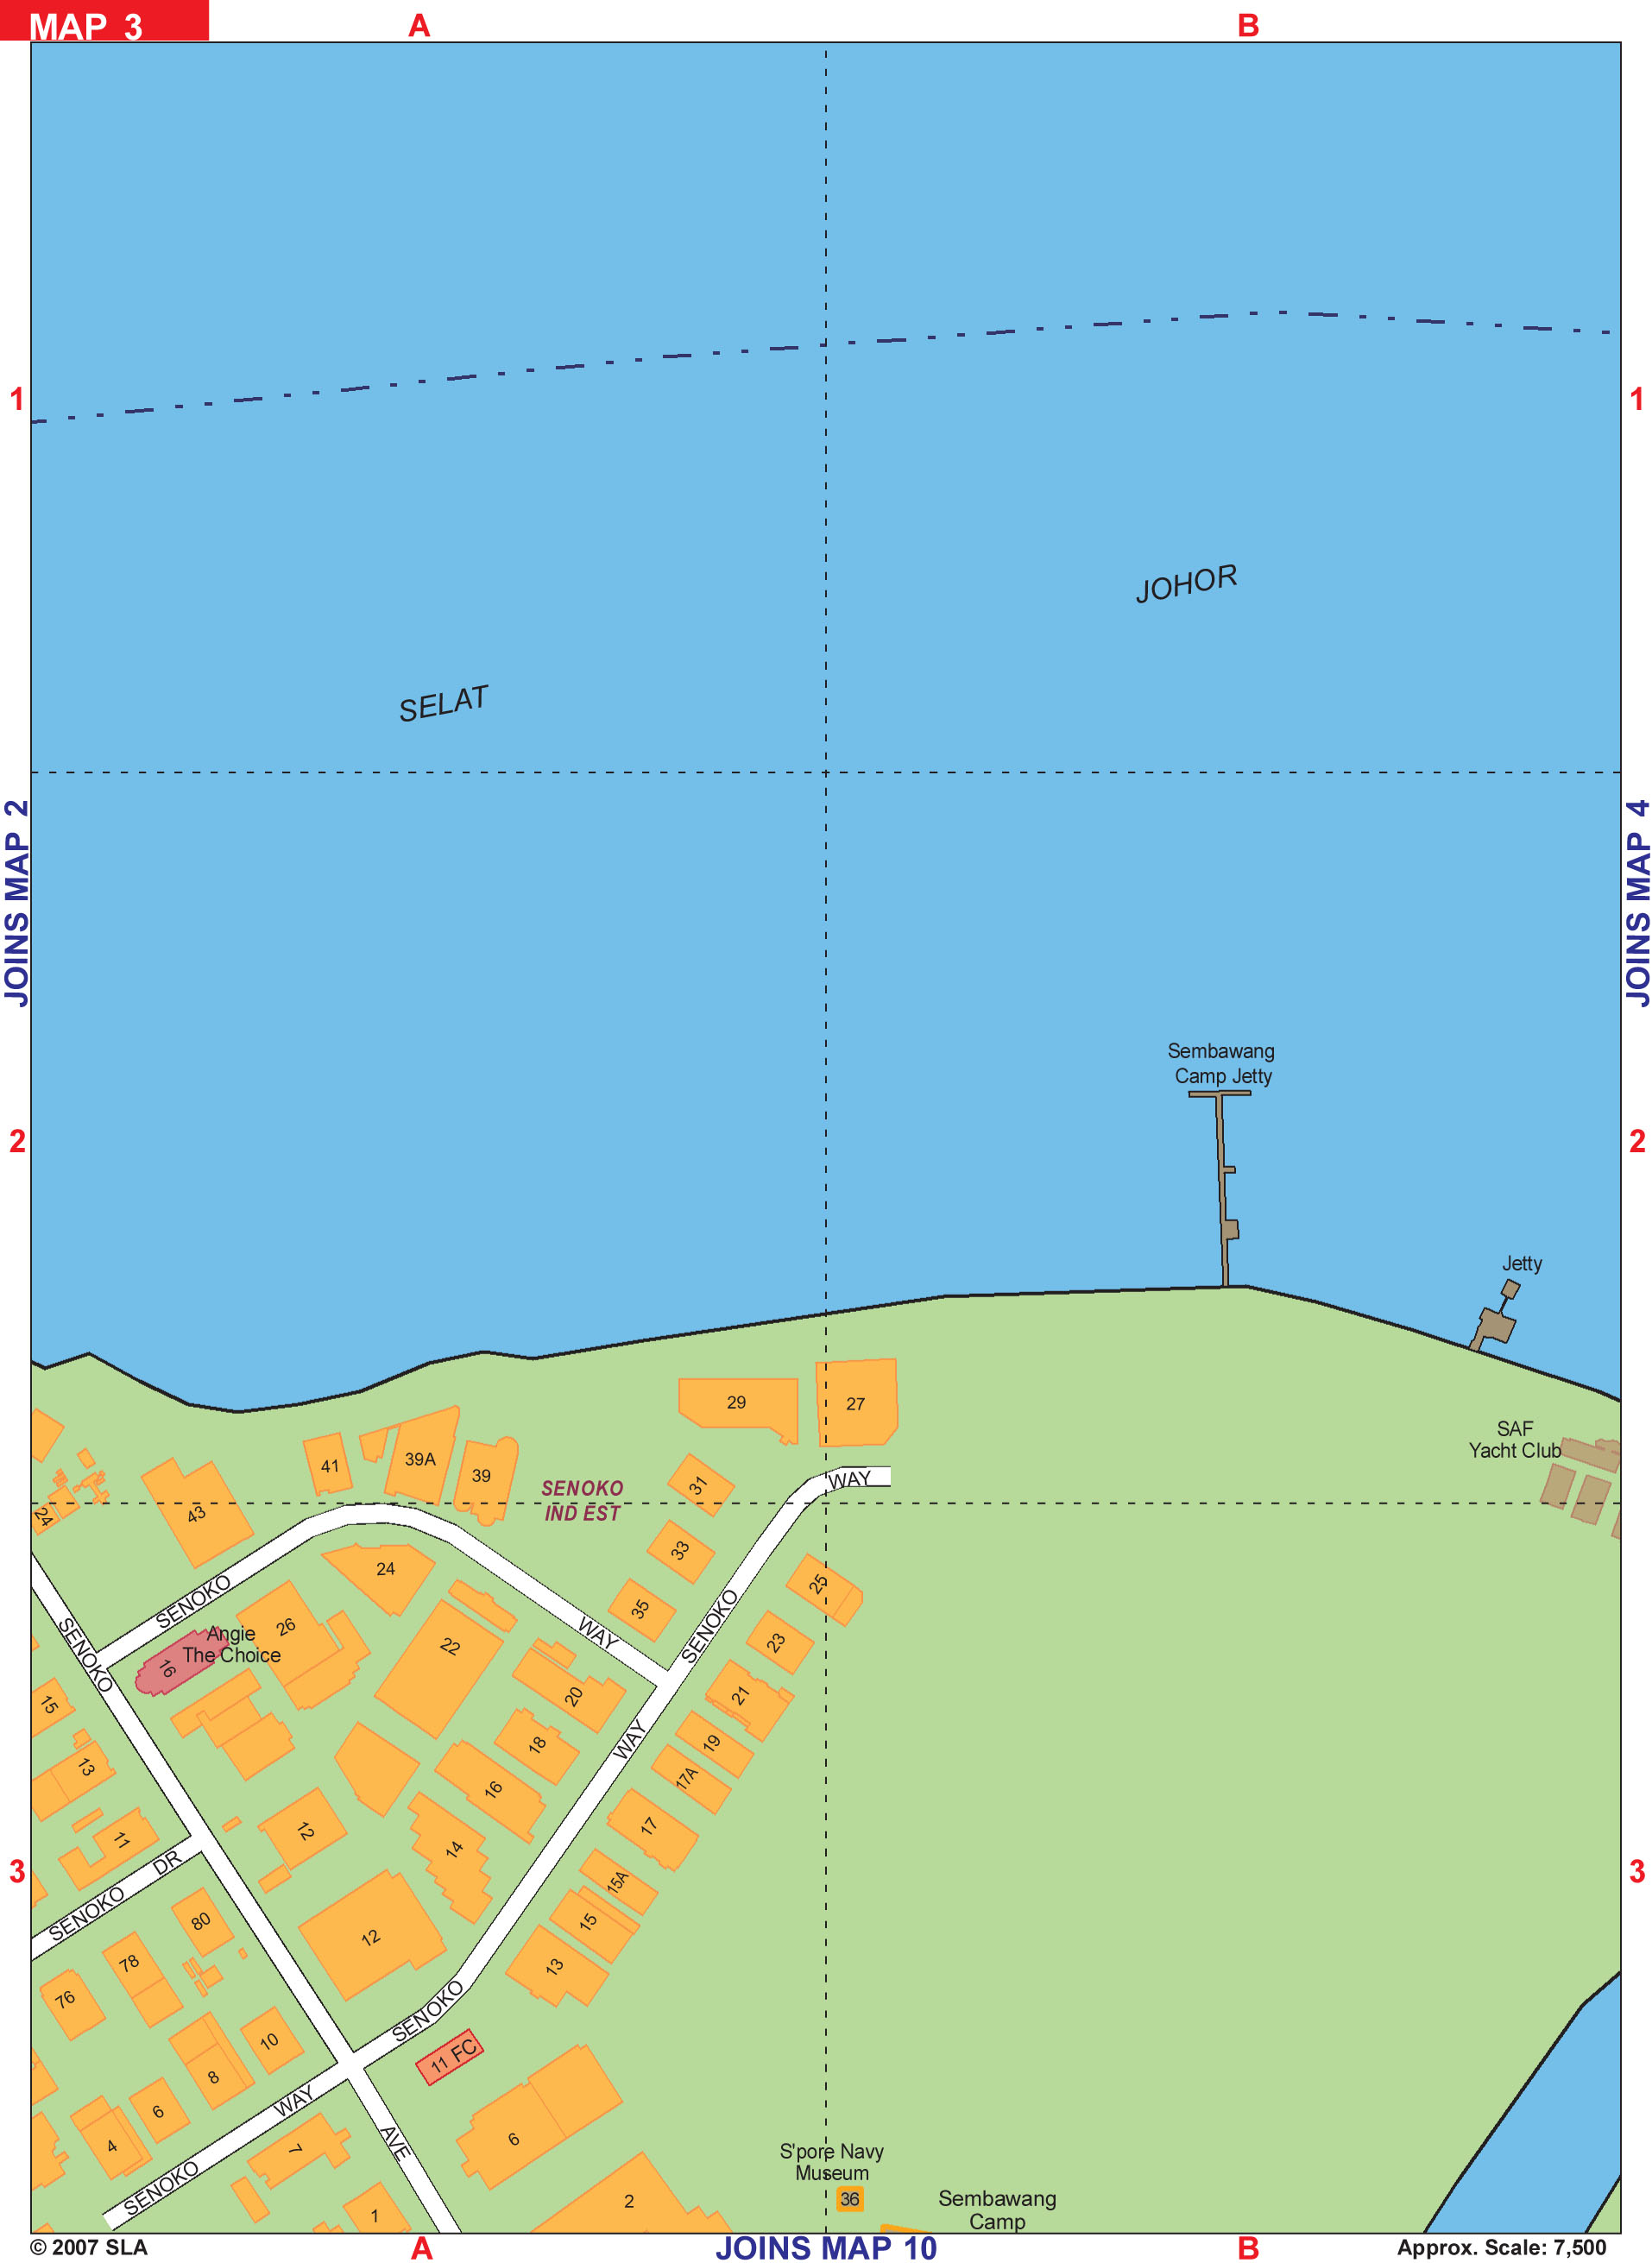 MAP 3
A
B
1
1
JOHOR
SELAT
JOINS MAP 2
JOINS MAP 4
Sembawang
Camp Jetty
2
2
Jetty
29
27
SAF
Yacht Club
41
39A
39
31
WAY
SENOKO
IND EST
43
24
33
24
25
SENOKO
35
SENOKO
26
WAY
SENOKO
Angie
The Choice
16
22
23
20
21
15
18
WAY
19
13
16
17A
12
14
17
11
DR
15A
3
3
SENOKO
80
12
15
78
13
76
SENOKO
10
11 FC
8
WAY
6
4
7
AVE
6
SENOKO
S'pore Navy
Museum
36
Sembawang
Camp
2
1
© 2007 SLA
A
JOINS MAP 10
B
Approx. Scale: 7,500